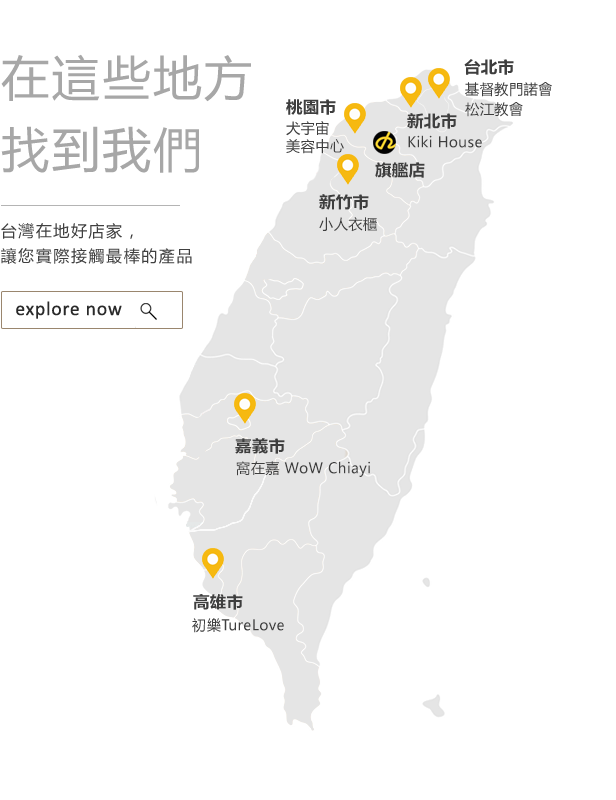 在這些地方
找到我們
台灣在地好店家，
讓您實際接觸最棒的產品
explore now
台北市
基督教門諾會
松江教會
新北市
Kiki House
桃園市
犬宇宙
美容中心
旗艦店
新竹市
小人衣櫃
嘉義市
窩在嘉 WoW Chiayi
高雄市
初樂TureLove